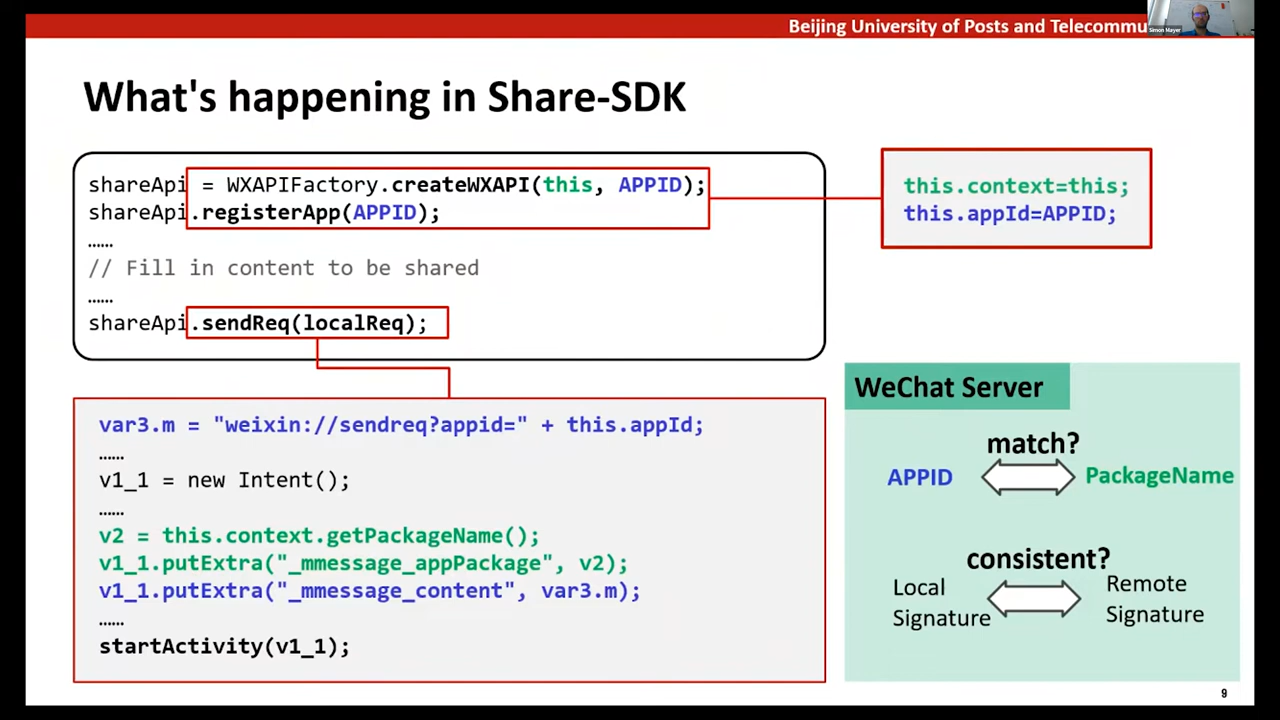 Beijing University of Posts and Telecommu
Simon Mayer
What's happening in Share-SDK
shareApi = WXAPIFactory.createWXAPI(this, APPID);
shareApi.registerApp(APPID);
……
// Fill in content to be shared
……
shareApi.sendReq(localReq);
this.context=this;
this.appId=APPID;
var3.m = "weixin://sendreq?appid=" + this.appId;
……
v1_1 = new Intent();
……
v2 = this.context.getPackageName();
v1_1.putExtra("_mmessage_appPackage", v2);
v1_1.putExtra("_mmessage_content", var3.m);
……
startActivity(v1_1);
WeChat Server
match?
APPID PackageName
consistent?
Local Signature
Remote Signature
9